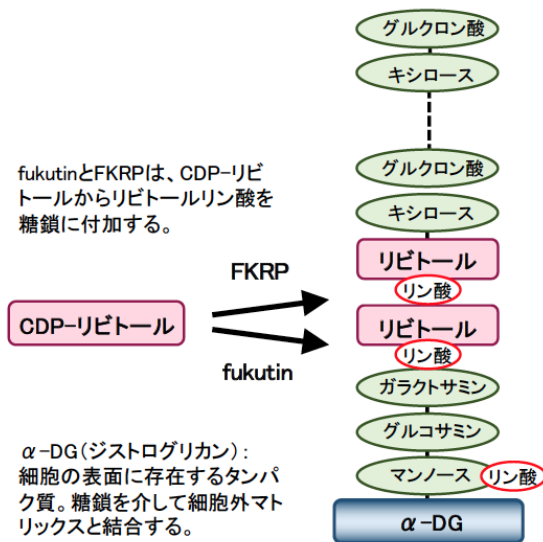 グルクロン酸
キシロース
fukutinとFKRPは、CDP-リビ
トールからリビトールリン酸を
糖鎖に付加する。
グルクロン酸
キシロース
FKRP
リビトール
リン酸
CDP-リビトール
リビトール
リン酸
fukutin
ガラクトサミン
グルコサミン
α-DG(ジストログリカン):
細胞の表面に存在するタンパ
ク質。糖鎖を介して細胞外マト
リックスと結合する。
マンノース
リン酸
α-DG